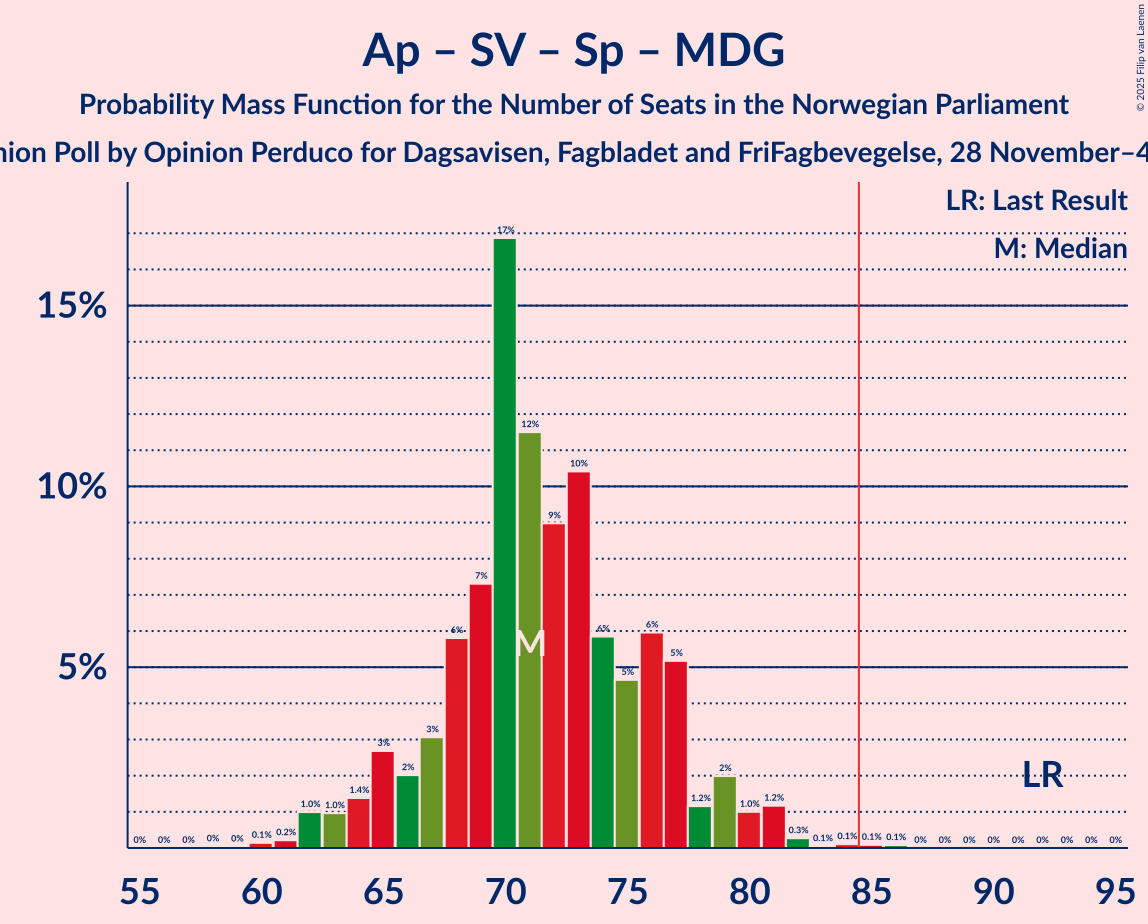 Ap – SV – Sp – MDG
Probability Mass Function for the Number of Seats in the Norwegian Parliament
nion Poll by Opinion Perduco for Dagsavisen, Fagbladet and FriFagbevegelse, 28 November–4
© 2025 Filip van Laenen
LR: Last Result
M: Median
15%
10%
5%
0% 0% 0% 0% 0% 0.1% 0.2% 1.0% 1.0% 1.4% 3% 2% 3% 6% 7% 17% 12% 9% 10% 6% 5% 6% 5% 1.2% 2% 1.0% 1.2% 0.3% 0.1% 0.1% 0.1% 0.1% 0% 0% 0% 0% 0% 0% 0% 0% 0%
M
LR
55 60 65 70 75 80 85 90 95